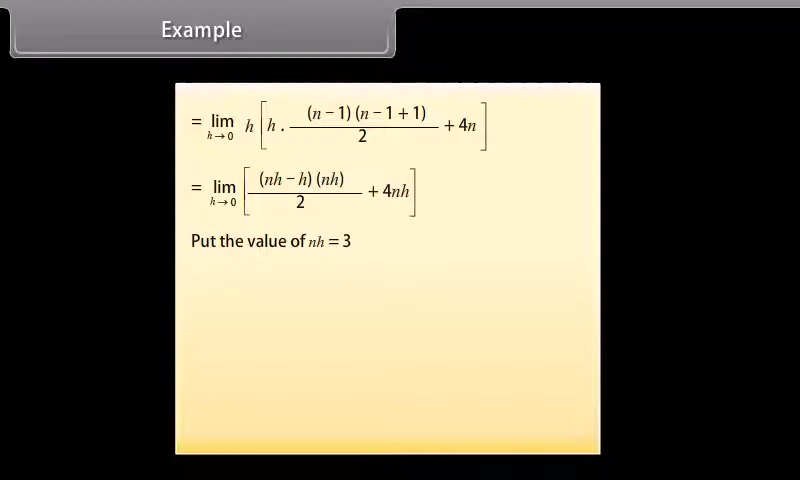 Example
= lim h→0 h [ h . (n − 1) (n − 1 + 1) / 2 + 4n ]
= lim h→0 [ (nh − h) (nh) / 2 + 4nh ]
Put the value of nh = 3